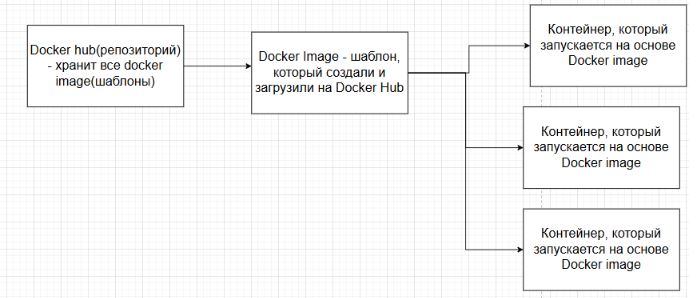 Docker hub(репозиторий)
- хранит все docker
image(шаблоны)
Docker Image - шаблон,
который создали и
загрузили на Docker Hub
Контейнер, который
запускается на основе
Docker image
Контейнер, который
запускается на основе
Docker image
Контейнер, который
запускается на основе
Docker image